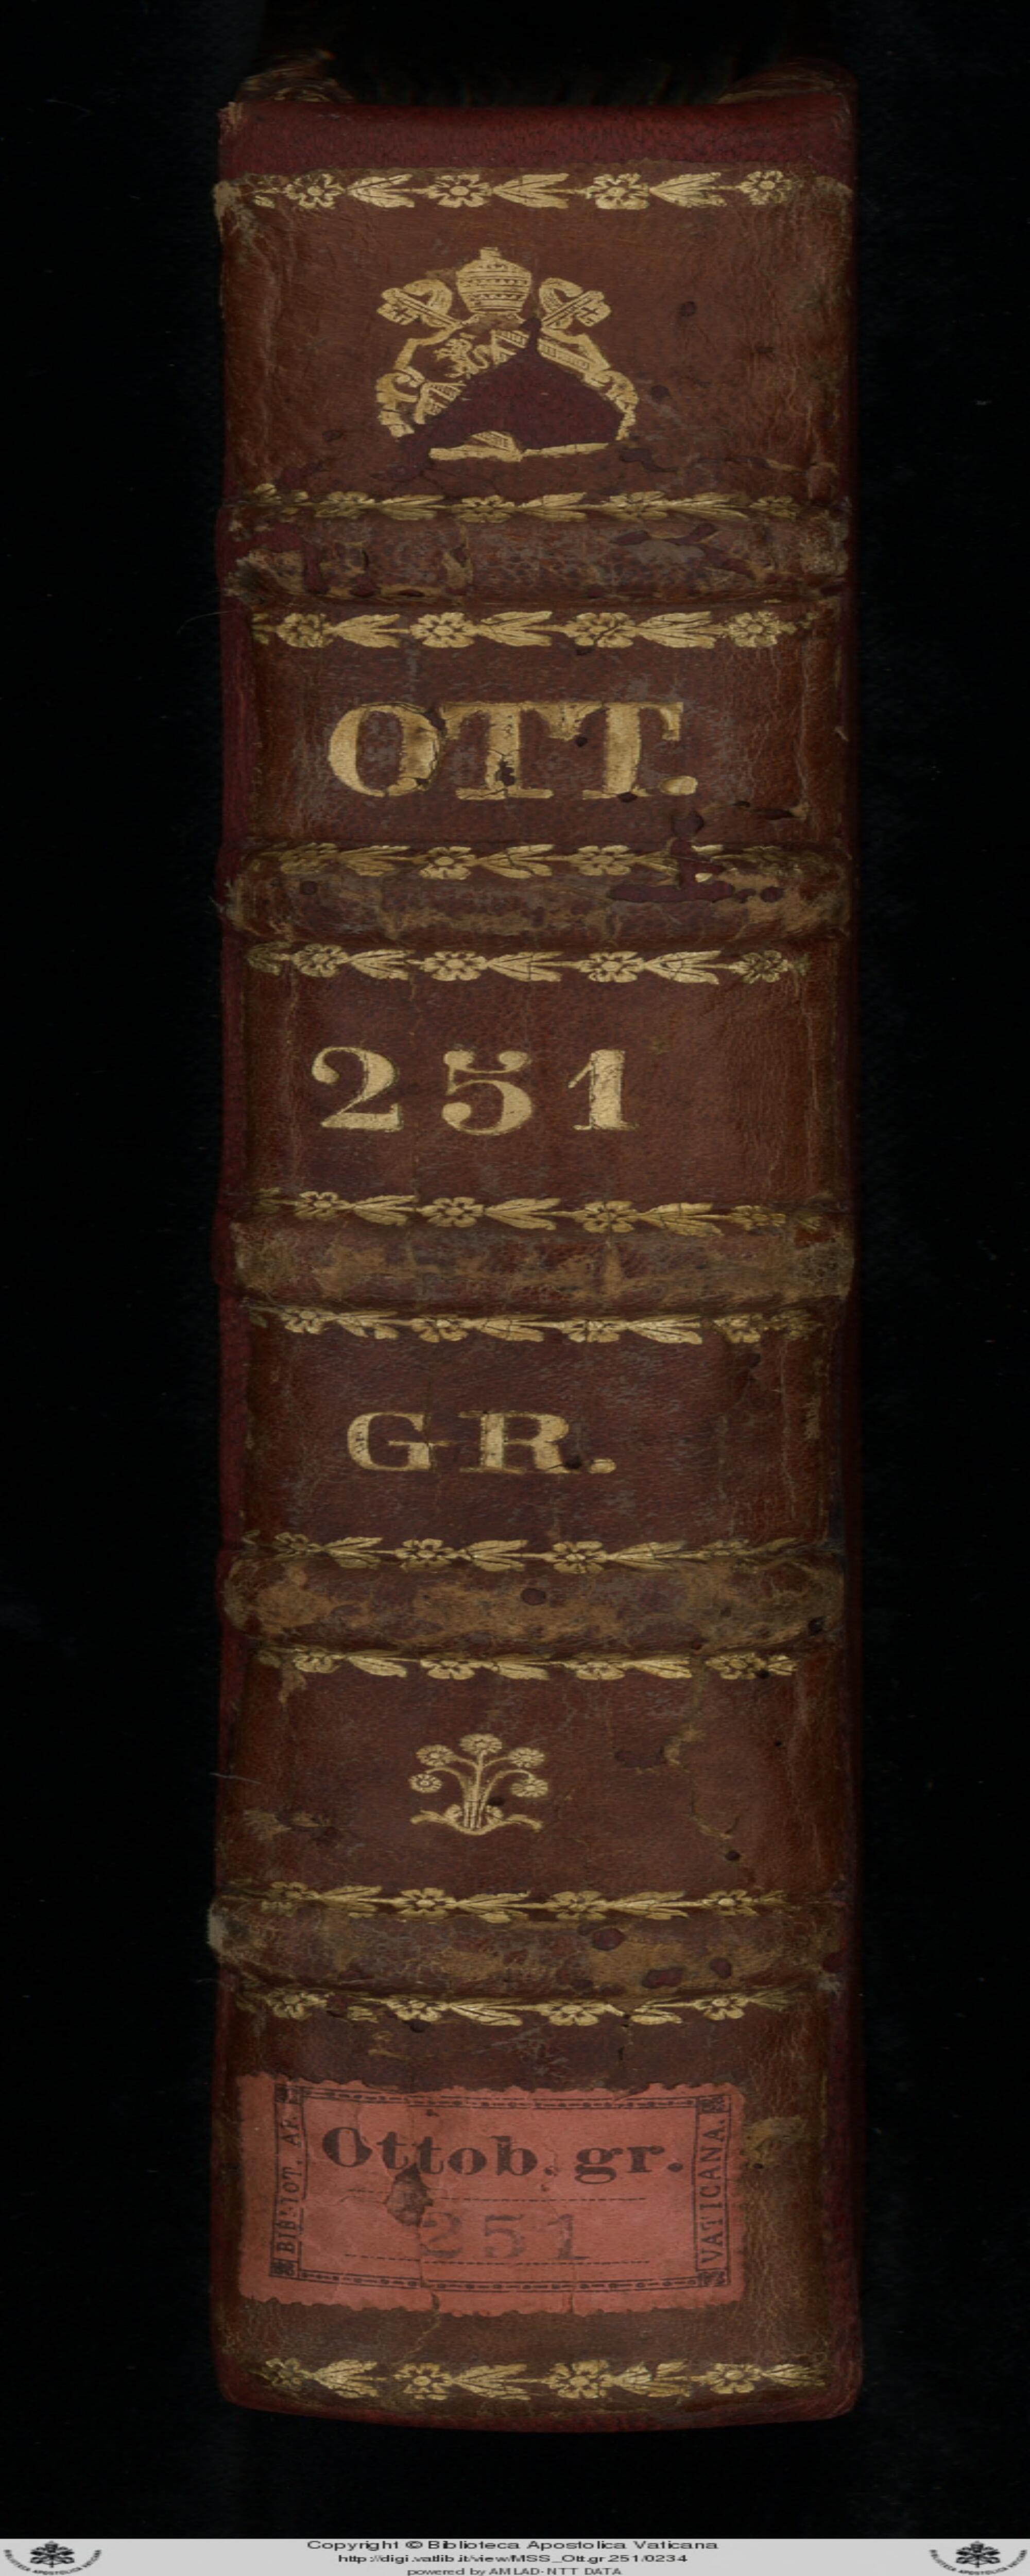 OTT.
251
GR.
BIBLIOT. AP.
Ottob. gr.
251
VATICANA.
Copyright © Biblioteca Apostolica Vaticana
http://digi.vatlib.it/view/MSS_Ott.gr.251/0234
powered by AMLAD-NTT DATA